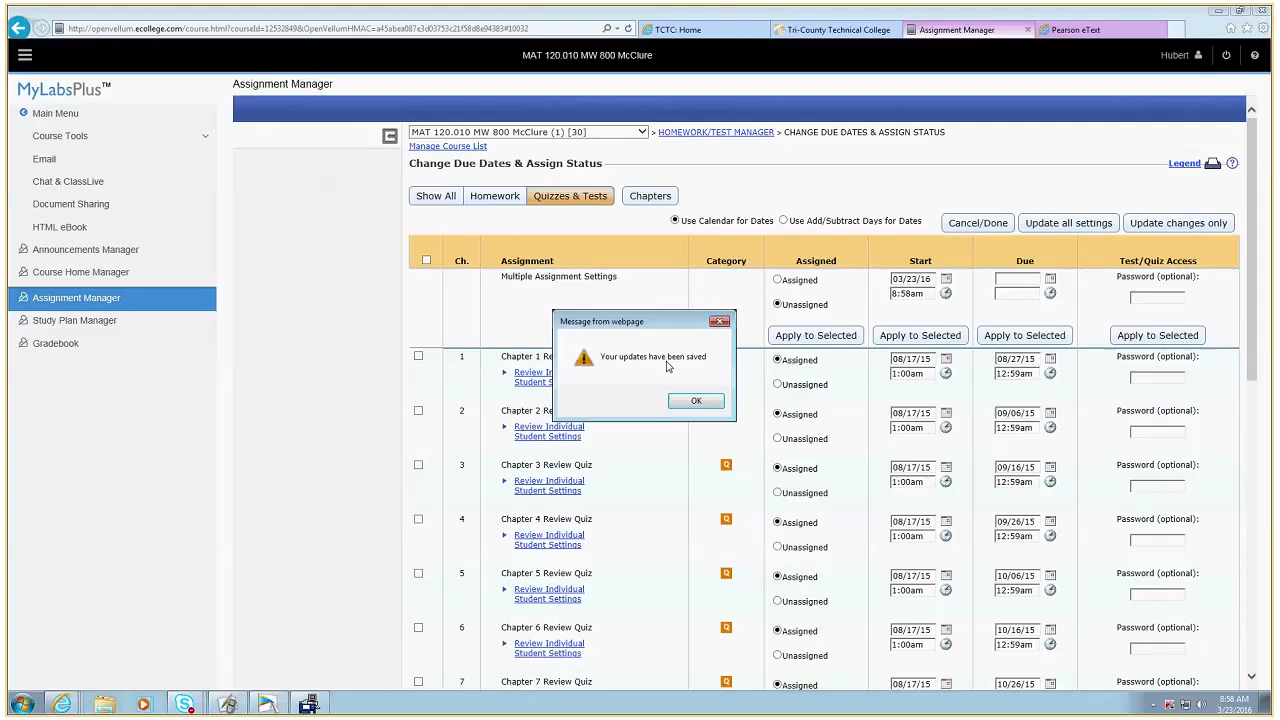 http://openvellum.ecollege.com/course.html?courseId=12532849&OpenVellumHMAC=a45abea087e3d03753c21f58d8e94383#10032
TCTC: Home
Tri-County Technical College
Assignment Manager
Pearson eText
MAT 120.010 MW 800 McClure
Hubert
MyLabsPlus™
Main Menu
Course Tools
Email
Chat & ClassLive
Document Sharing
HTML eBook
Announcements Manager
Course Home Manager
Assignment Manager
Study Plan Manager
Gradebook
Assignment Manager
MAT 120.010 MW 800 McClure (1) [30] > HOMEWORK/TEST MANAGER > CHANGE DUE DATES & ASSIGN STATUS
Manage Course List
Change Due Dates & Assign Status Legend
Show All Homework Quizzes & Tests Chapters
Use Calendar for Dates Use Add/Subtract Days for Dates Cancel/Done Update all settings Update changes only
Ch. Assignment Category Assigned Start Due Test/Quiz Access
Multiple Assignment Settings Assigned 03/23/16 Password (optional):
Unassigned 8:58am
Apply to Selected Apply to Selected Apply to Selected Apply to Selected
Message from webpage
Your updates have been saved
OK
1 Chapter 1 Re Assigned 08/17/15 08/27/15 Password (optional):
Review In 1:00am 12:59am
Student S Unassigned
2 Chapter 2 Re Assigned 08/17/15 09/06/15 Password (optional):
Review Individual 1:00am 12:59am
Student Settings Unassigned
3 Chapter 3 Review Quiz Q Assigned 08/17/15 09/16/15 Password (optional):
Review Individual 1:00am 12:59am
Student Settings Unassigned
4 Chapter 4 Review Quiz Q Assigned 08/17/15 09/26/15 Password (optional):
Review Individual 1:00am 12:59am
Student Settings Unassigned
5 Chapter 5 Review Quiz Q Assigned 08/17/15 10/06/15 Password (optional):
Review Individual 1:00am 12:59am
Student Settings Unassigned
6 Chapter 6 Review Quiz Q Assigned 08/17/15 10/16/15 Password (optional):
Review Individual 1:00am 12:59am
Student Settings Unassigned
7 Chapter 7 Review Quiz Q Assigned 08/17/15 10/26/15 Password (optional):
8:58 AM
3/23/2016